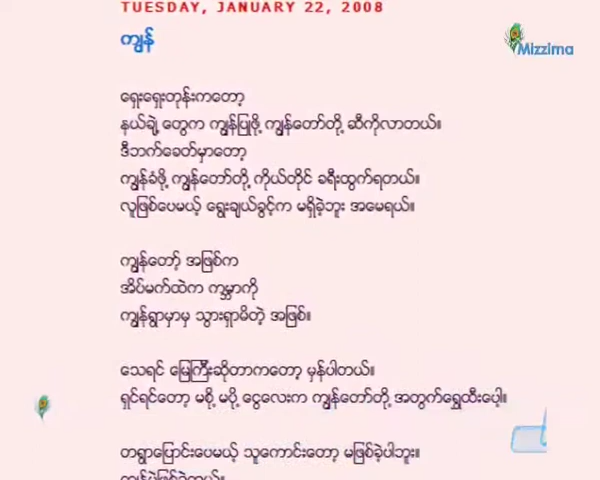 TUESDAY, JANUARY 22, 2008
ကျွန်
Mizzima
ရှေးရှေးတုန်းကတော့
နယ်ချဲ့ တွေက ကျွန်ပြုဖို့ ကျွန်တော်တို့ ဆီကိုလာတယ်။
ဒီဘက်ခေတ်မှာတော့
ကျွန်ခံဖို့ ကျွန်တော်တို့ ကိုယ်တိုင် ခရီးထွက်ရတယ်။
လူဖြစ်ပေမယ့် ရွေးချယ်ခွင့်က မရှိခဲ့ဘူး အမေရယ်။
ကျွန်တော့် အဖြစ်က
အိပ်မက်ထဲက ကမ္ဘာကို
ကျွန်ရွာမှာမှ သွားရှာမိတဲ့ အဖြစ်။
သေရင် မြေကြီးဆိုတာကတော့ မှန်ပါတယ်။
ရှင်ရင်တော့ မစို့ မပို့ ငွေလေးက ကျွန်တော်တို့ အတွက်ရွှေထီးပေါ့။
တရွာပြောင်းပေမယ့် သူကောင်းတော့ မဖြစ်ခဲ့ပါဘူး။